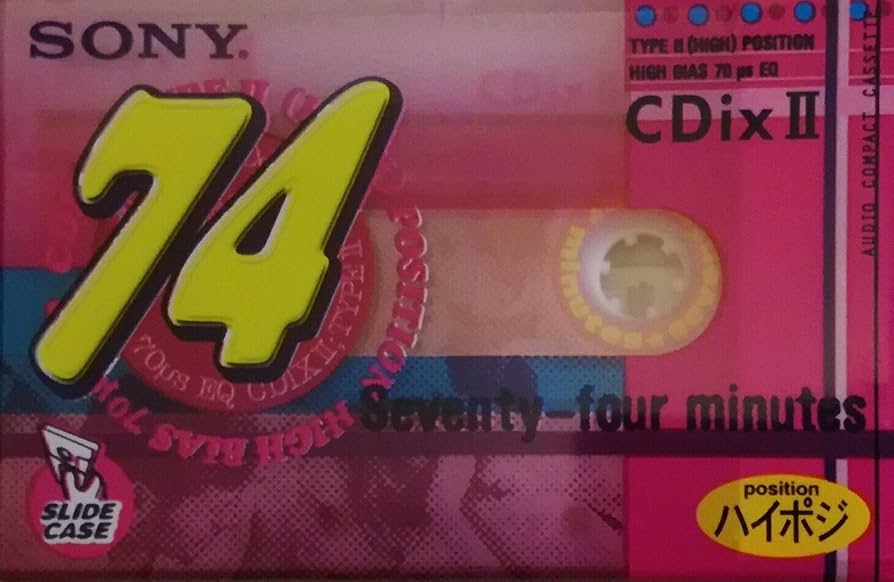 SONY®
74
TYPE II (HIGH) POSITION
HIGH BIAS 70 μs EQ
CDix II
AUDIO COMPACT CASSETTE
POSITION
70μs EQ CDIX II:TYPE II
HIGH BIAS 70
minute
Seventy-four minutes
SLIDE
CASE
position
ハイポジ